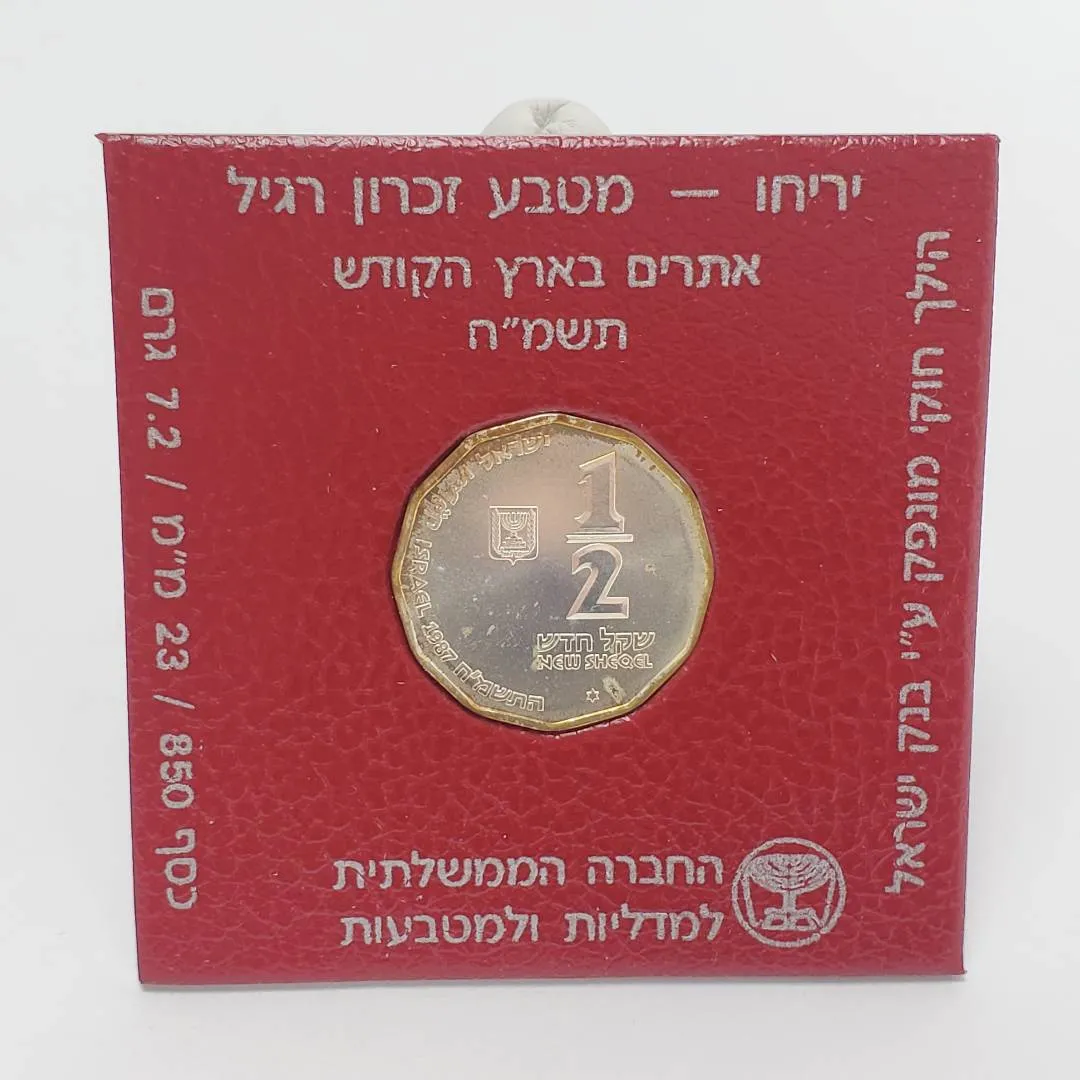 יריחו — מטבע זכרון רגיל
אתרים בארץ הקודש
תשמ״ח
הילך חוקי מונפק ע״י בנק ישראל
כסף 850 / 23 מ״מ / 7.2 גרם
ישראל
ISRAEL 1987
התשמ״ח
1/2
שקל חדש
NEW SHEQEL
החברה הממשלתית
למדליות ולמטבעות